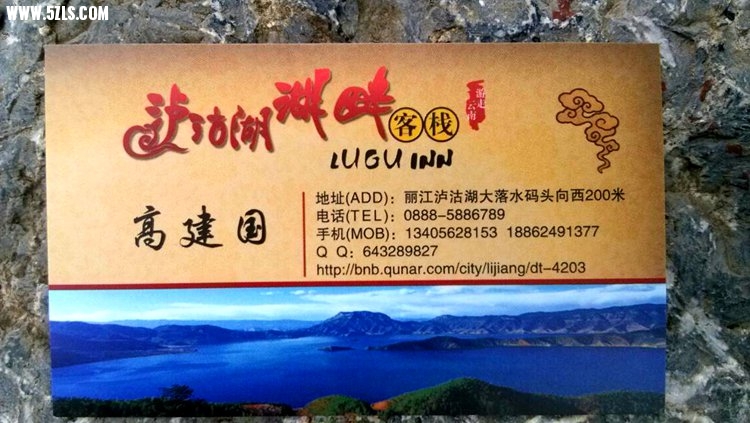 WWW.5ZLS.COM
泸沽湖湖畔客栈
游走云南
LUGU INN
高建国
地址(ADD)：丽江泸沽湖大落水码头向西200米
电话(TEL)：0888-5886789
手机(MOB)：13405628153 18862491377
Q Q：643289827
http://bnb.qunar.com/city/lijiang/dt-4203